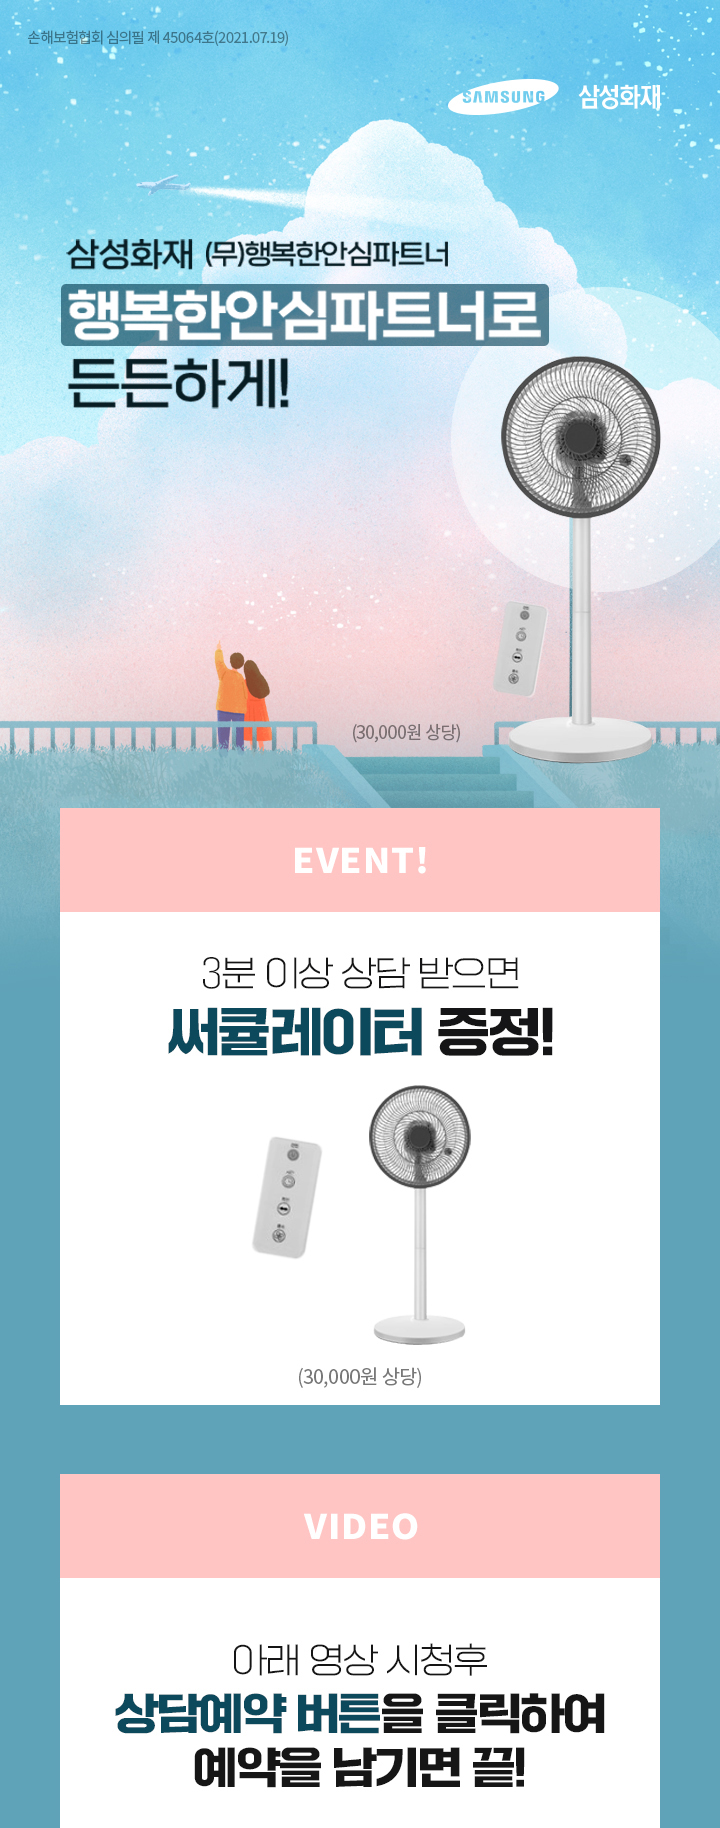 손해보험협회 심의필 제 45064호(2021.07.19)
SAMSUNG 삼성화재
삼성화재 (무)행복한안심파트너
행복한안심파트너로
든든하게!
(30,000원 상당)
EVENT!
3분 이상 상담 받으면
써큘레이터 증정!
(30,000원 상당)
VIDEO
아래 영상 시청후
상담예약 버튼을 클릭하여
예약을 남기면 끝!